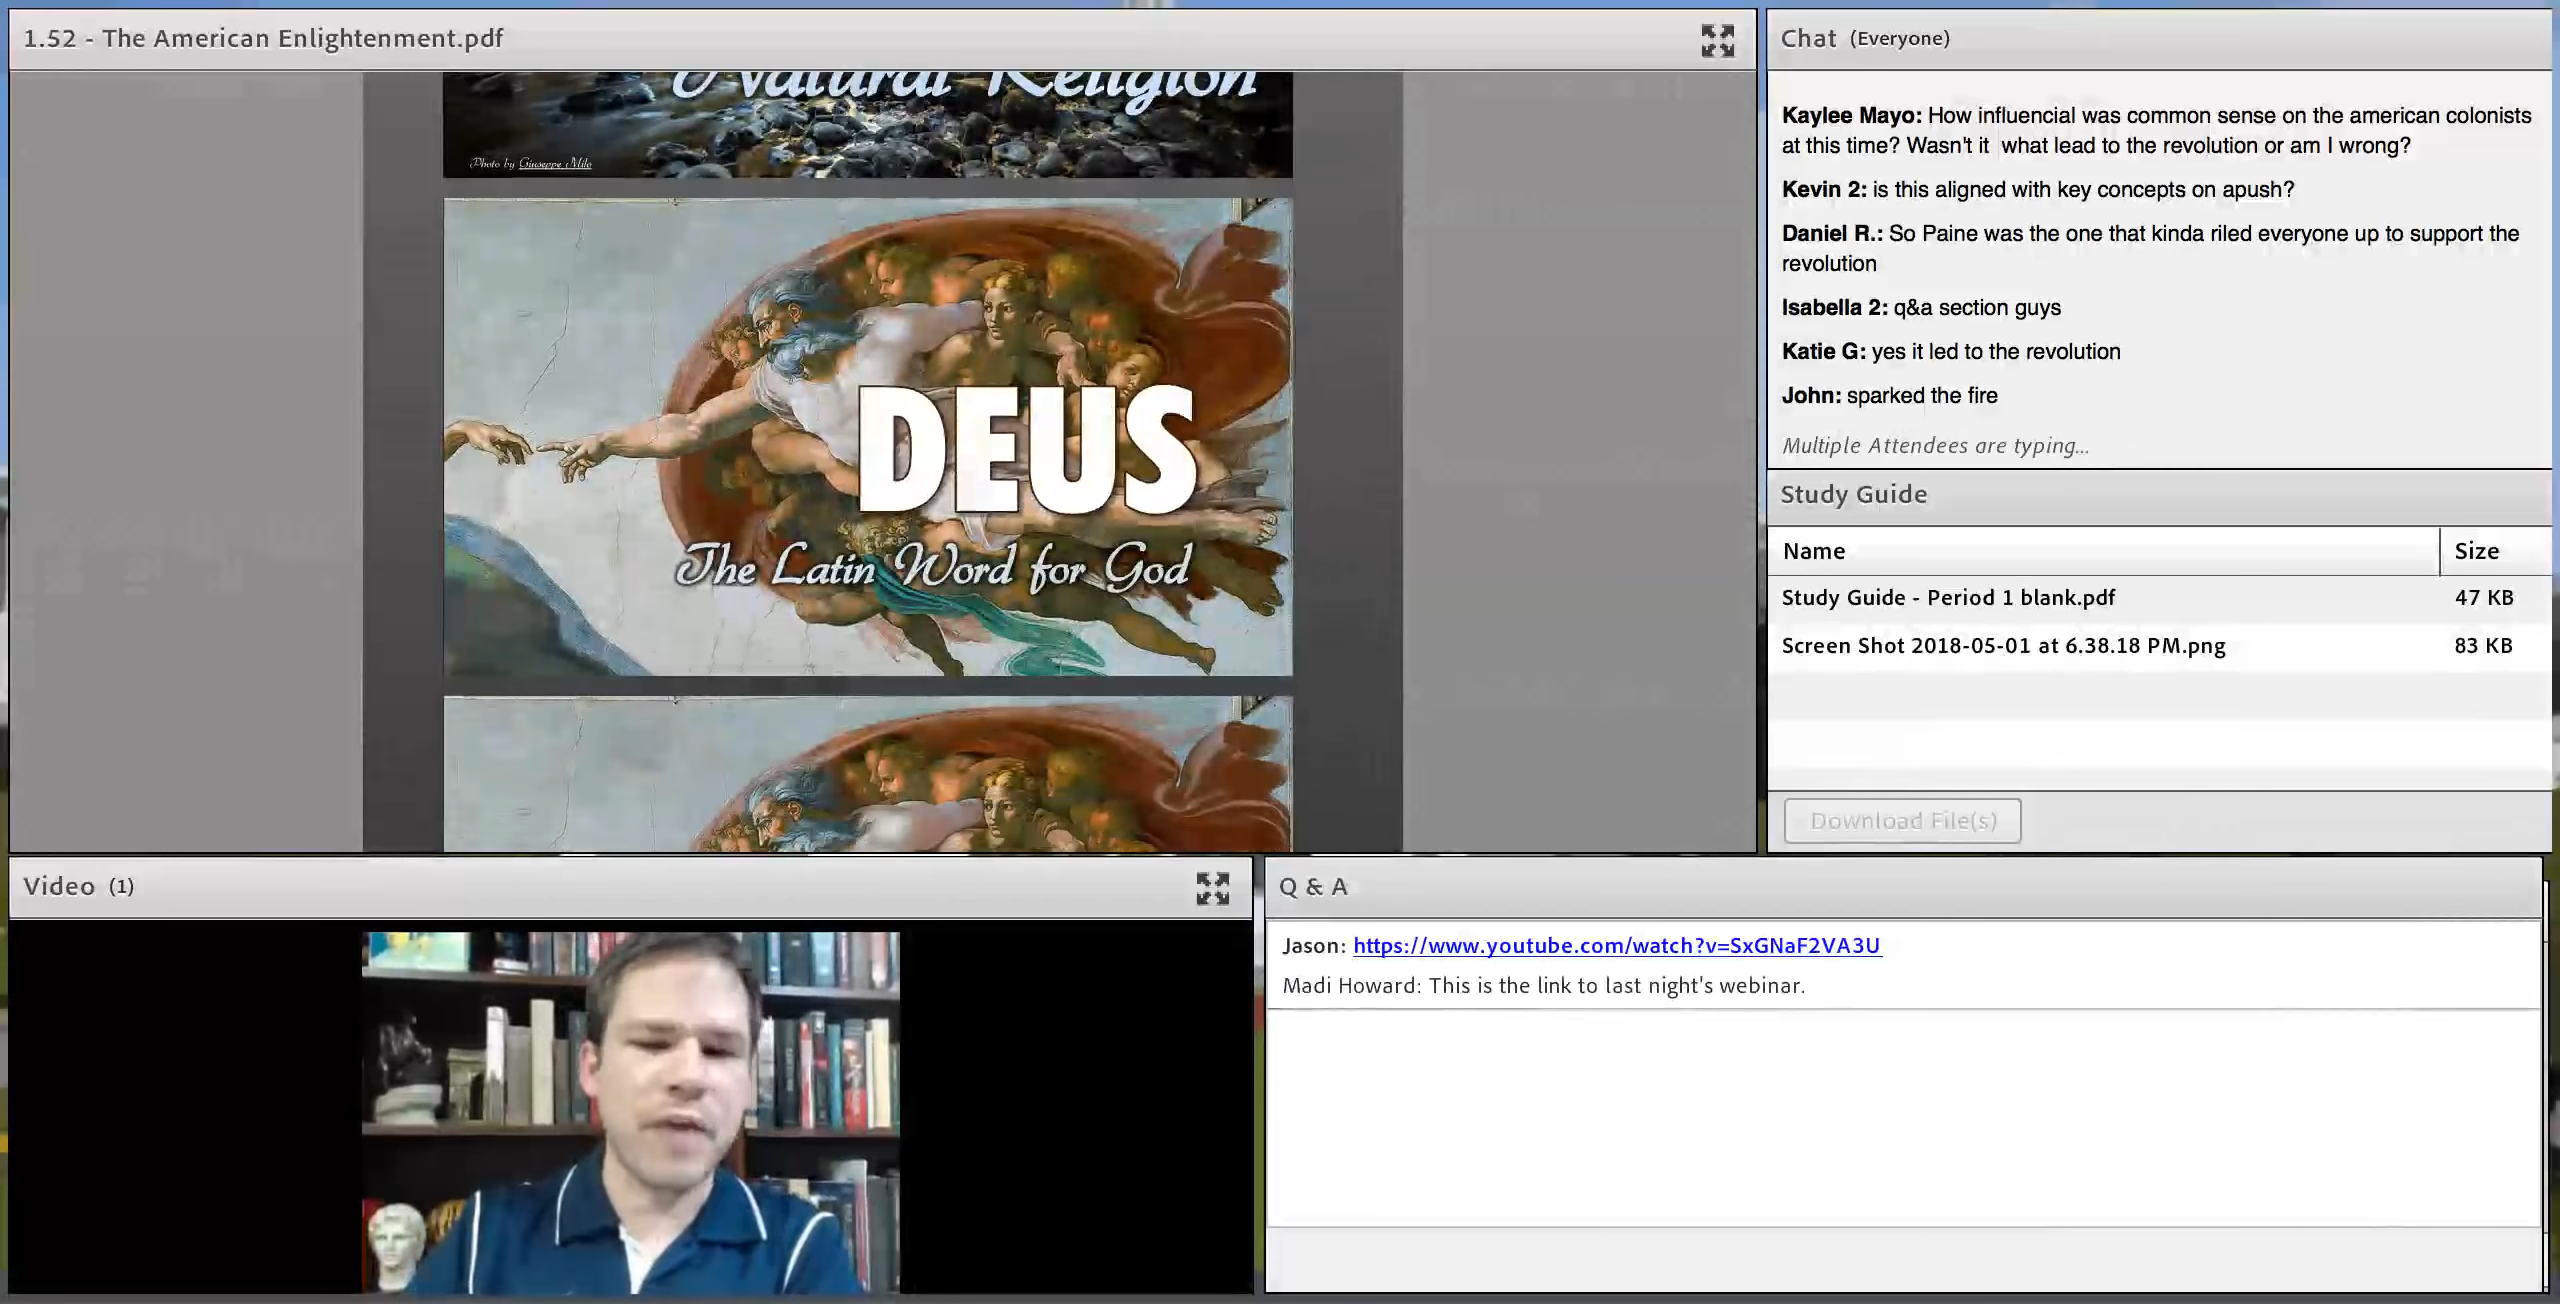 1.52 - The American Enlightenment.pdf
Natural Religion
Photo by Giuseppe Milo
DEUS
The Latin Word for God
Chat (Everyone)
Kaylee Mayo: How influencial was common sense on the american colonists
at this time? Wasn't it what lead to the revolution or am I wrong?
Kevin 2: is this aligned with key concepts on apush?
Daniel R.: So Paine was the one that kinda riled everyone up to support the
revolution
Isabella 2: q&a section guys
Katie G: yes it led to the revolution
John: sparked the fire
Multiple Attendees are typing...
Study Guide
Name Size
Study Guide - Period 1 blank.pdf 47 KB
Screen Shot 2018-05-01 at 6.38.18 PM.png 83 KB
Download File(s)
Video (1)
Q & A
Jason: https://www.youtube.com/watch?v=SxGNaF2VA3U
Madi Howard: This is the link to last night's webinar.